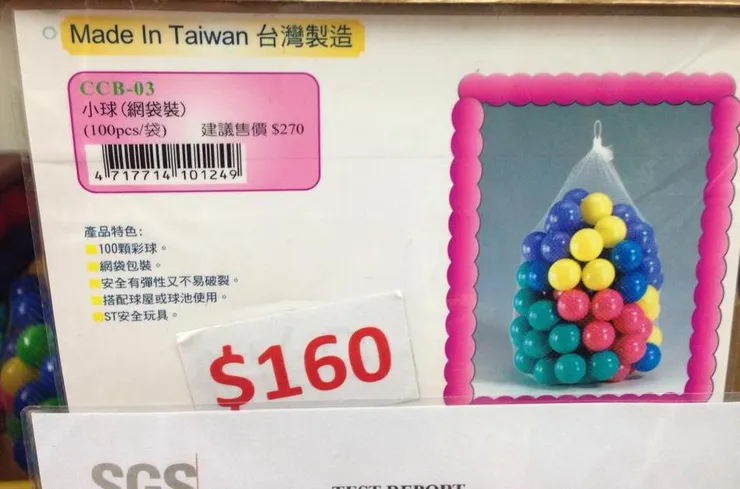 Made In Taiwan 台灣製造
CCB-03
小球(網袋裝)
(100pcs/袋) 建議售價 $270
4 717714 101249
產品特色:
100顆彩球。
網袋包裝。
安全有彈性又不易破裂。
搭配球屋或球池使用。
ST安全玩具。
$160
SGS
TEST REPORT